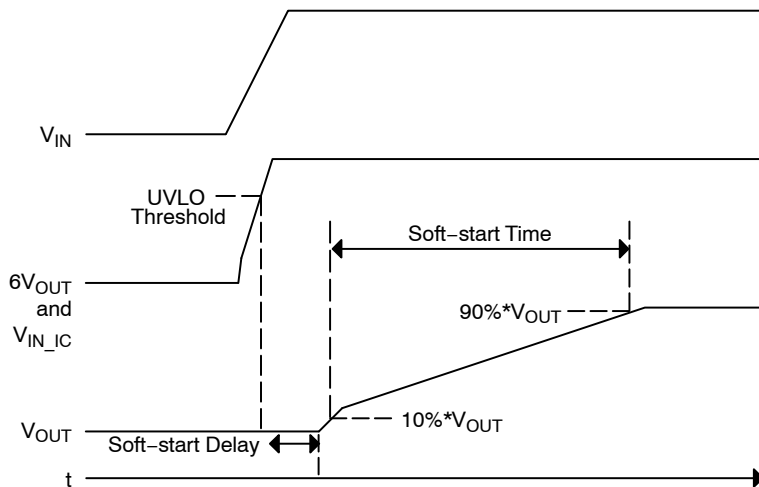 V_IN
UVLO
Threshold
Soft−start Time
6V_OUT
and
V_IN_IC
90%*V_OUT
10%*V_OUT
V_OUT
Soft−start Delay
t